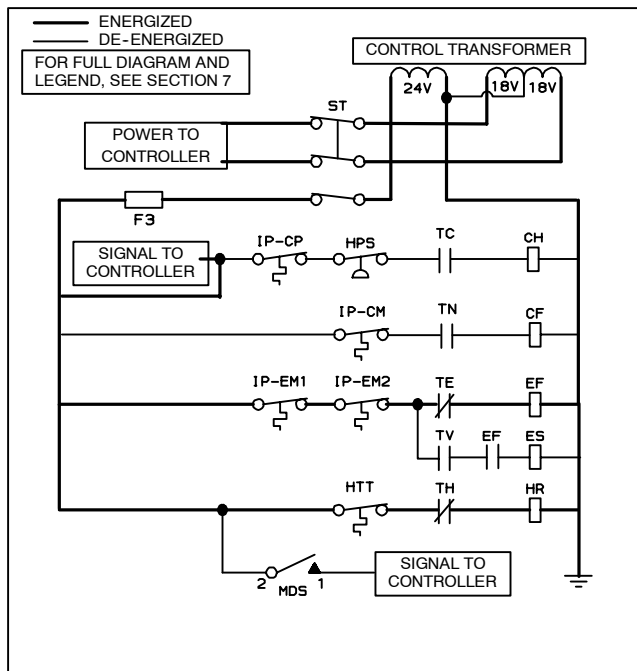 ENERGIZED
DE-ENERGIZED
FOR FULL DIAGRAM AND
LEGEND, SEE SECTION 7
CONTROL TRANSFORMER
24V
18V
18V
ST
POWER TO
CONTROLLER
F3
SIGNAL TO
CONTROLLER
IP-CP
HPS
TC
CH
IP-CM
TN
CF
IP-EM1
IP-EM2
TE
EF
TV
EF
ES
HTT
TH
HR
2
1
MDS
SIGNAL TO
CONTROLLER